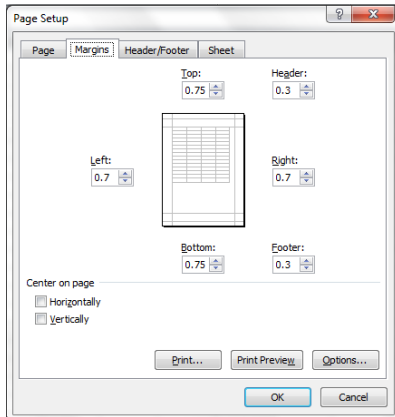 Page Setup
Page Margins Header/Footer Sheet
Top: Header:
0.75 0.3
Left: Right:
0.7 0.7
Bottom: Footer:
0.75 0.3
Center on page
Horizontally
Vertically
Print... Print Preview Options...
OK Cancel